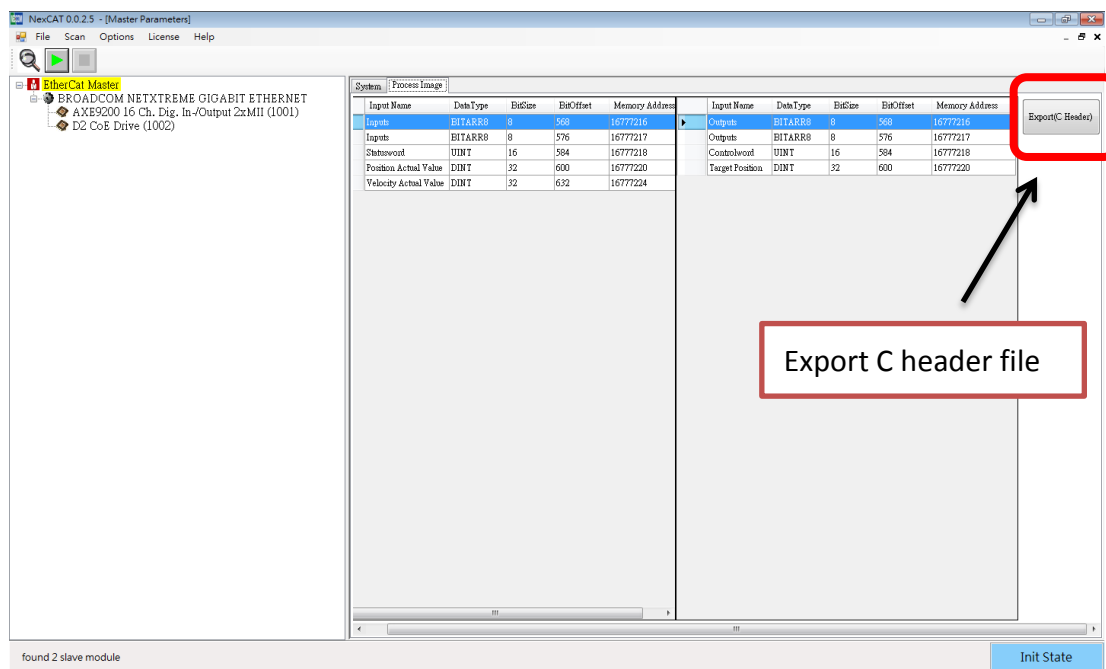 NexCAT 0.0.2.5 - [Master Parameters]
File Scan Options License Help
EtherCat Master
BROADCOM NETXTREME GIGABIT ETHERNET
AXE9200 16 Ch. Dig. In-/Output 2xMII (1001)
D2 CoE Drive (1002)
System Process Image
Input Name DataType BitSize BitOffset Memory Address
Inputs BITARR8 8 568 16777216
Inputs BITARR8 8 576 16777217
Statusword UINT 16 584 16777218
Position Actual Value DINT 32 600 16777220
Velocity Actual Value DINT 32 632 16777224
Input Name DataType BitSize BitOffset Memory Address
Outputs BITARR8 8 568 16777216
Outputs BITARR8 8 576 16777217
Controlword UINT 16 584 16777218
Target Position DINT 32 600 16777220
Export(C Header)
Export C header file
found 2 slave module
Init State